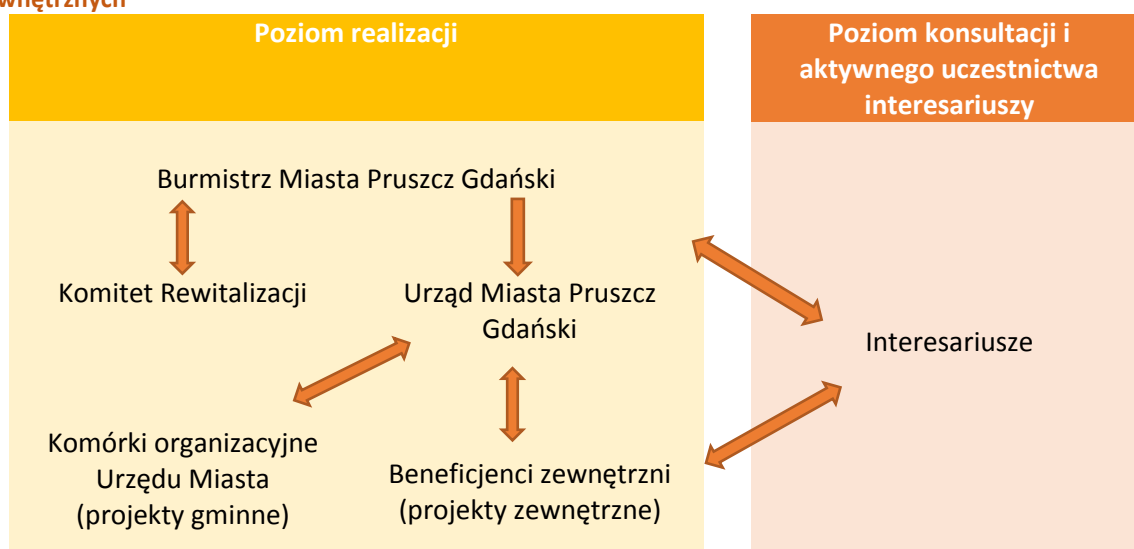 wnętrznych
Poziom realizacji
Poziom konsultacji i
aktywnego uczestnictwa
interesariuszy
Burmistrz Miasta Pruszcz Gdański
Komitet Rewitalizacji
Urząd Miasta Pruszcz
Gdański
Interesariusze
Komórki organizacyjne
Urzędu Miasta
(projekty gminne)
Beneficjenci zewnętrzni
(projekty zewnętrzne)